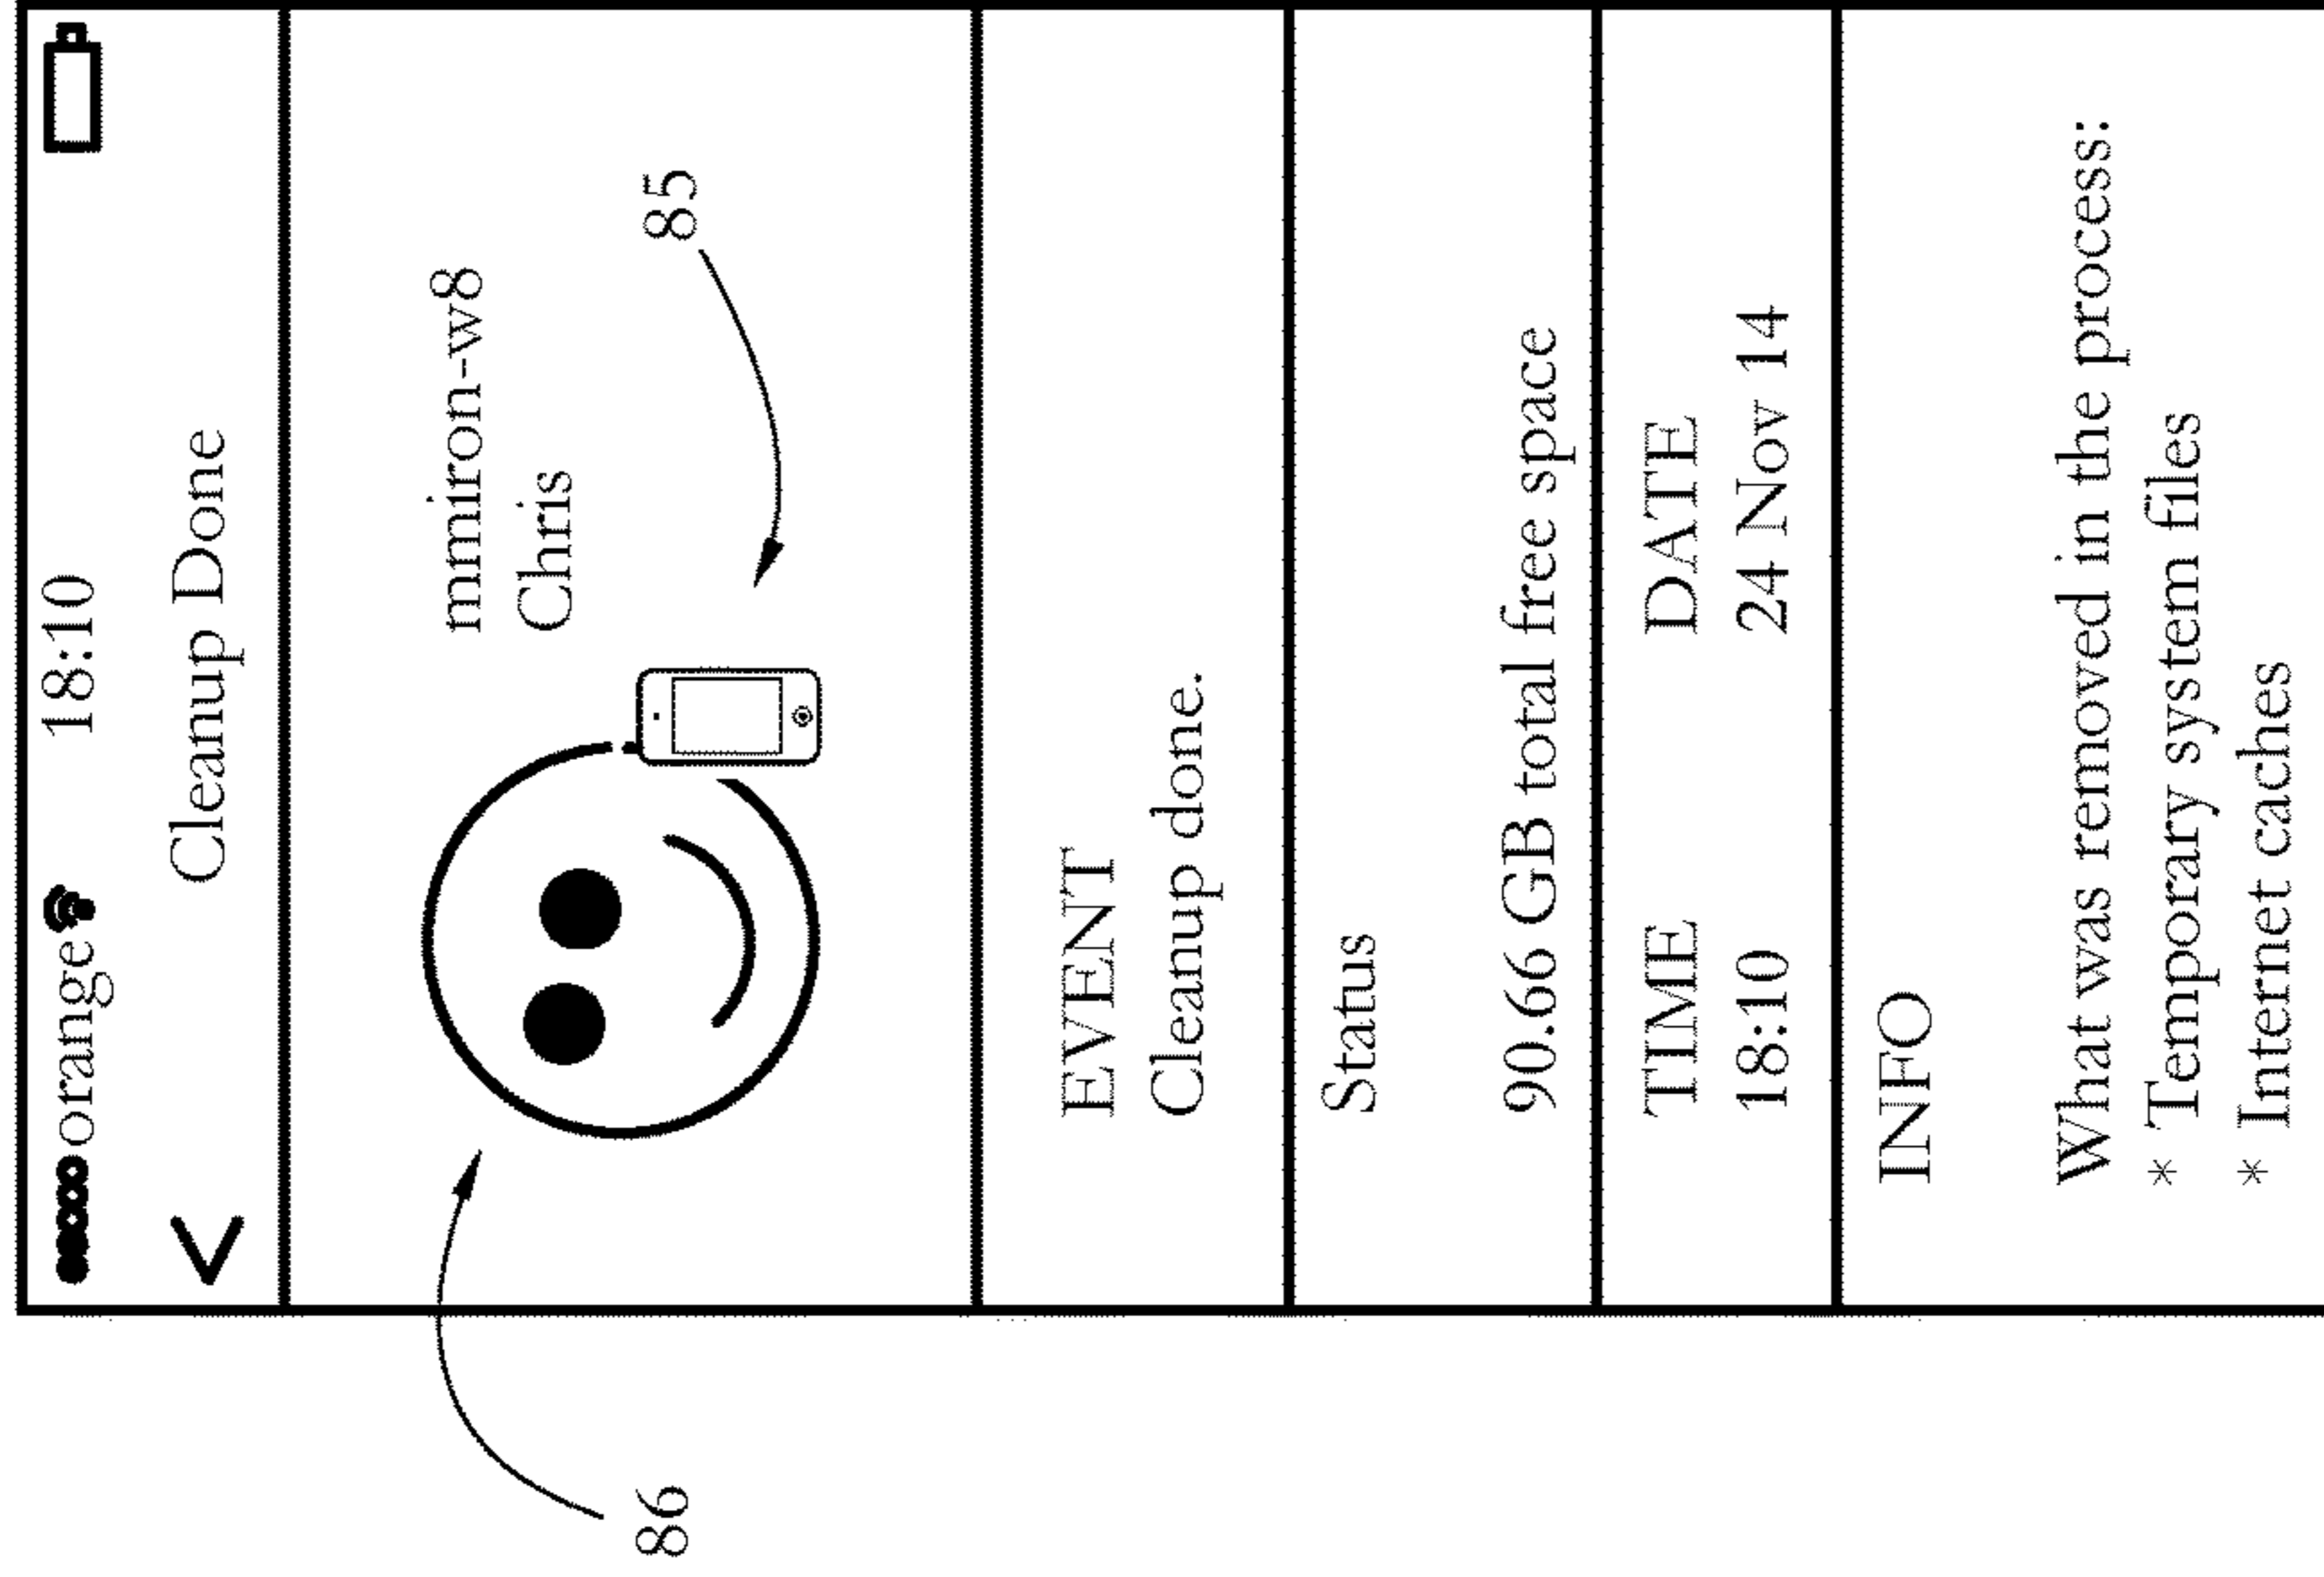 orange 18:10
Cleanup Done
mmiron-w8
Chris
85
86
EVENT
Cleanup done.
Status
90.66 GB total free space
TIME DATE
18:10 24 Nov 14
INFO
What was removed in the process:
* Temporary system files
* Internet caches